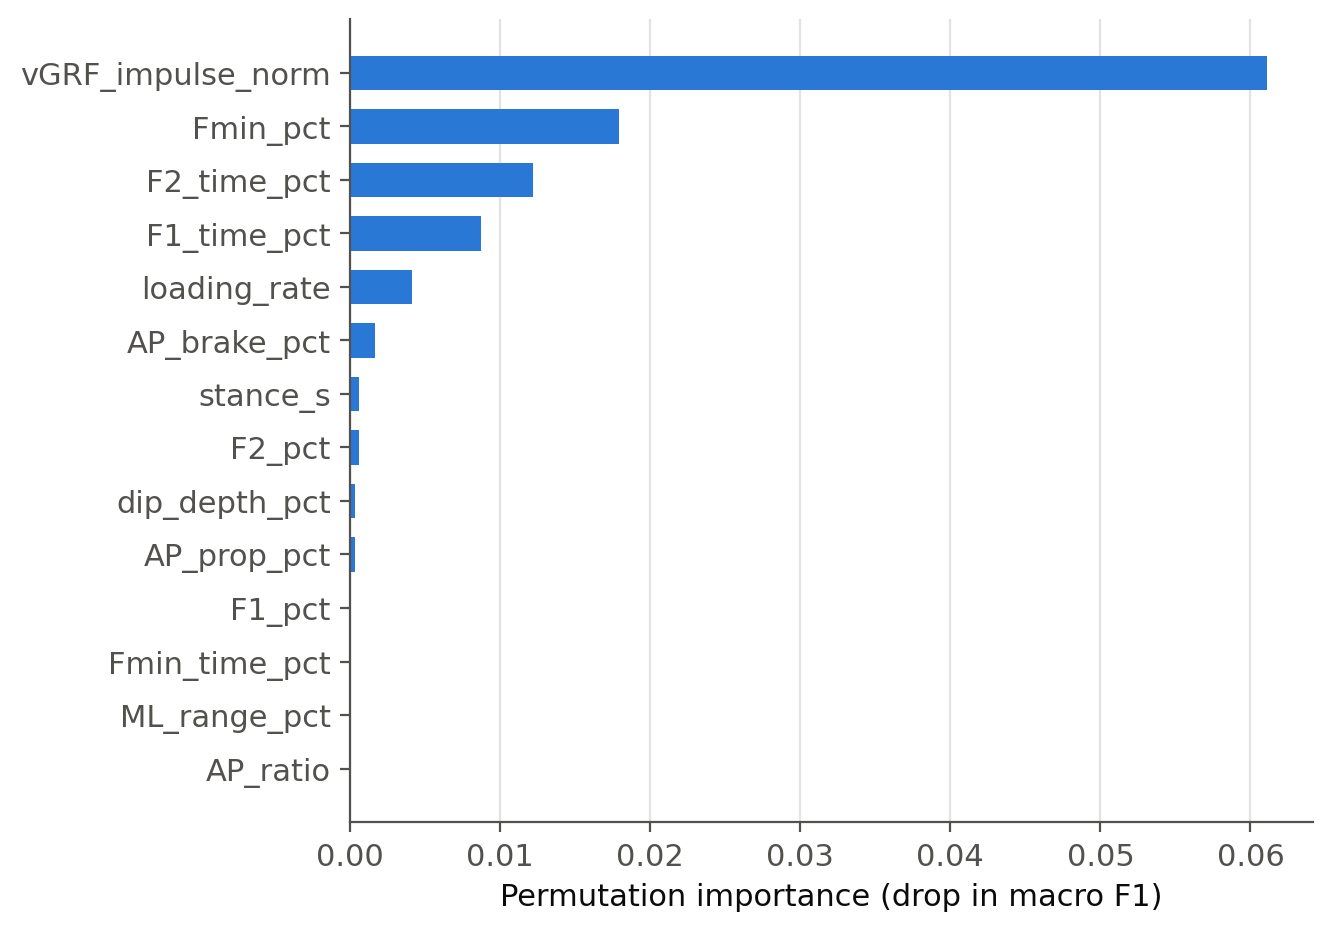 vGRF_impulse_norm
Fmin_pct
F2_time_pct
F1_time_pct
loading_rate
AP_brake_pct
stance_s
F2_pct
dip_depth_pct
AP_prop_pct
F1_pct
Fmin_time_pct
ML_range_pct
AP_ratio
0.00 0.01 0.02 0.03 0.04 0.05 0.06
Permutation importance (drop in macro F1)